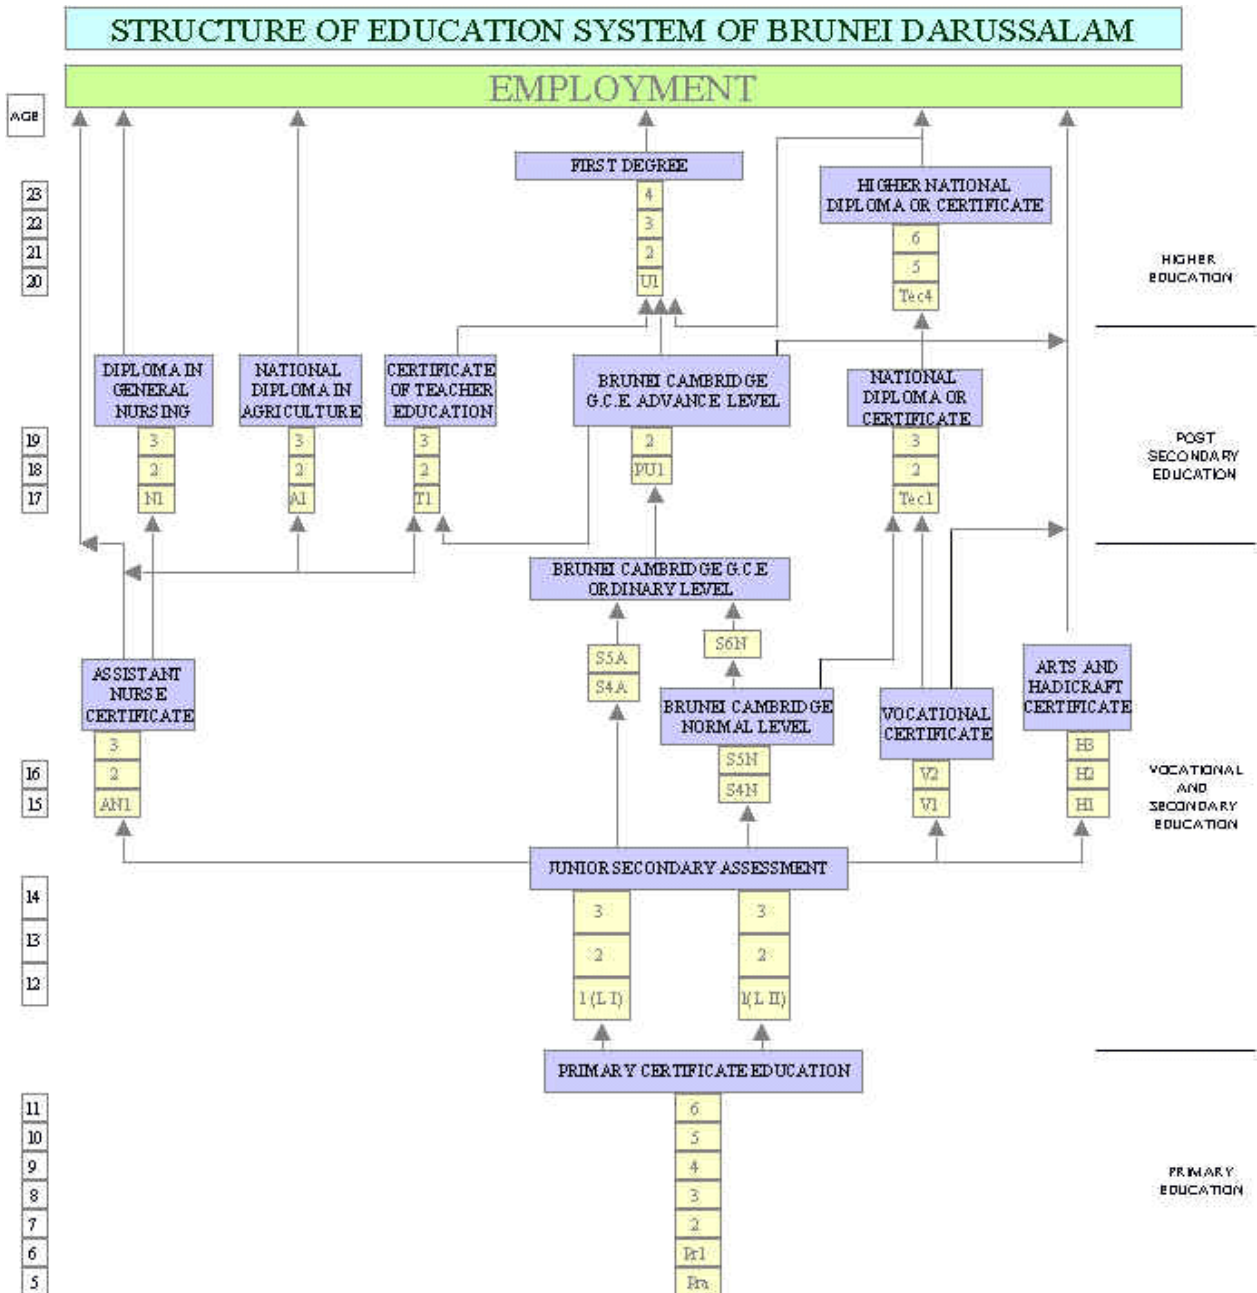 STRUCTURE OF EDUCATION SYSTEM OF BRUNEI DARUSSALAM
EMPLOYMENT
AGE
FIRST DEGREE
HIGHER NATIONAL
DIPLOMA OR CERTIFICATE
23
22
21
20
4
3
2
U1
6
5
Tec4
HIGHER
EDUCATION
DIPLOMA IN
GENERAL
NURSING
NATIONAL
DIPLOMA IN
AGRICULTURE
CERTIFICATE
OF TEACHER
EDUCATION
BRUNEI CAMBRIDGE
G.C.E. ADVANCE LEVEL
NATIONAL
DIPLOMA OR
CERTIFICATE
19
18
17
3
2
N1
3
2
A1
3
2
T1
2
PU1
3
2
Tec1
POST
SECONDARY
EDUCATION
BRUNEI CAMBRIDGE G.C.E
ORDINARY LEVEL
S5A
S4A
S6N
ASSISTANT
NURSE
CERTIFICATE
BRUNEI CAMBRIDGE
NORMAL LEVEL
VOCATIONAL
CERTIFICATE
ARTS AND
HADICRAFT
CERTIFICATE
16
15
3
2
AN1
S5N
S4N
V2
V1
H3
H2
H1
VOCATIONAL
AND
SECONDARY
EDUCATION
JUNIOR SECONDARY ASSESSMENT
14
13
12
3
2
1 (L I)
3
2
1(L II)
PRIMARY CERTIFICATE EDUCATION
11
10
9
8
7
6
5
6
5
4
3
2
Pr1
PRIMARY
EDUCATION